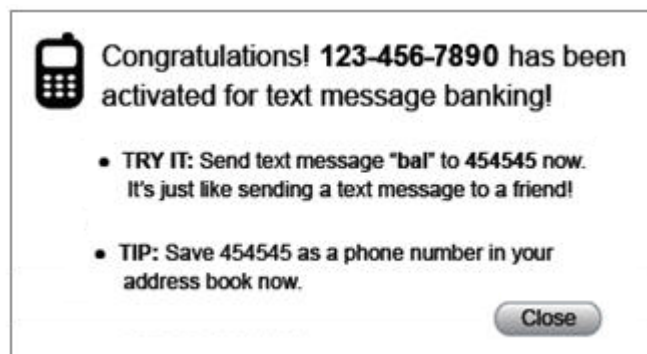 Congratulations! 123-456-7890 has been
activated for text message banking!
• TRY IT: Send text message "bal" to 454545 now.
It's just like sending a text message to a friend!
• TIP: Save 454545 as a phone number in your
address book now.
Close